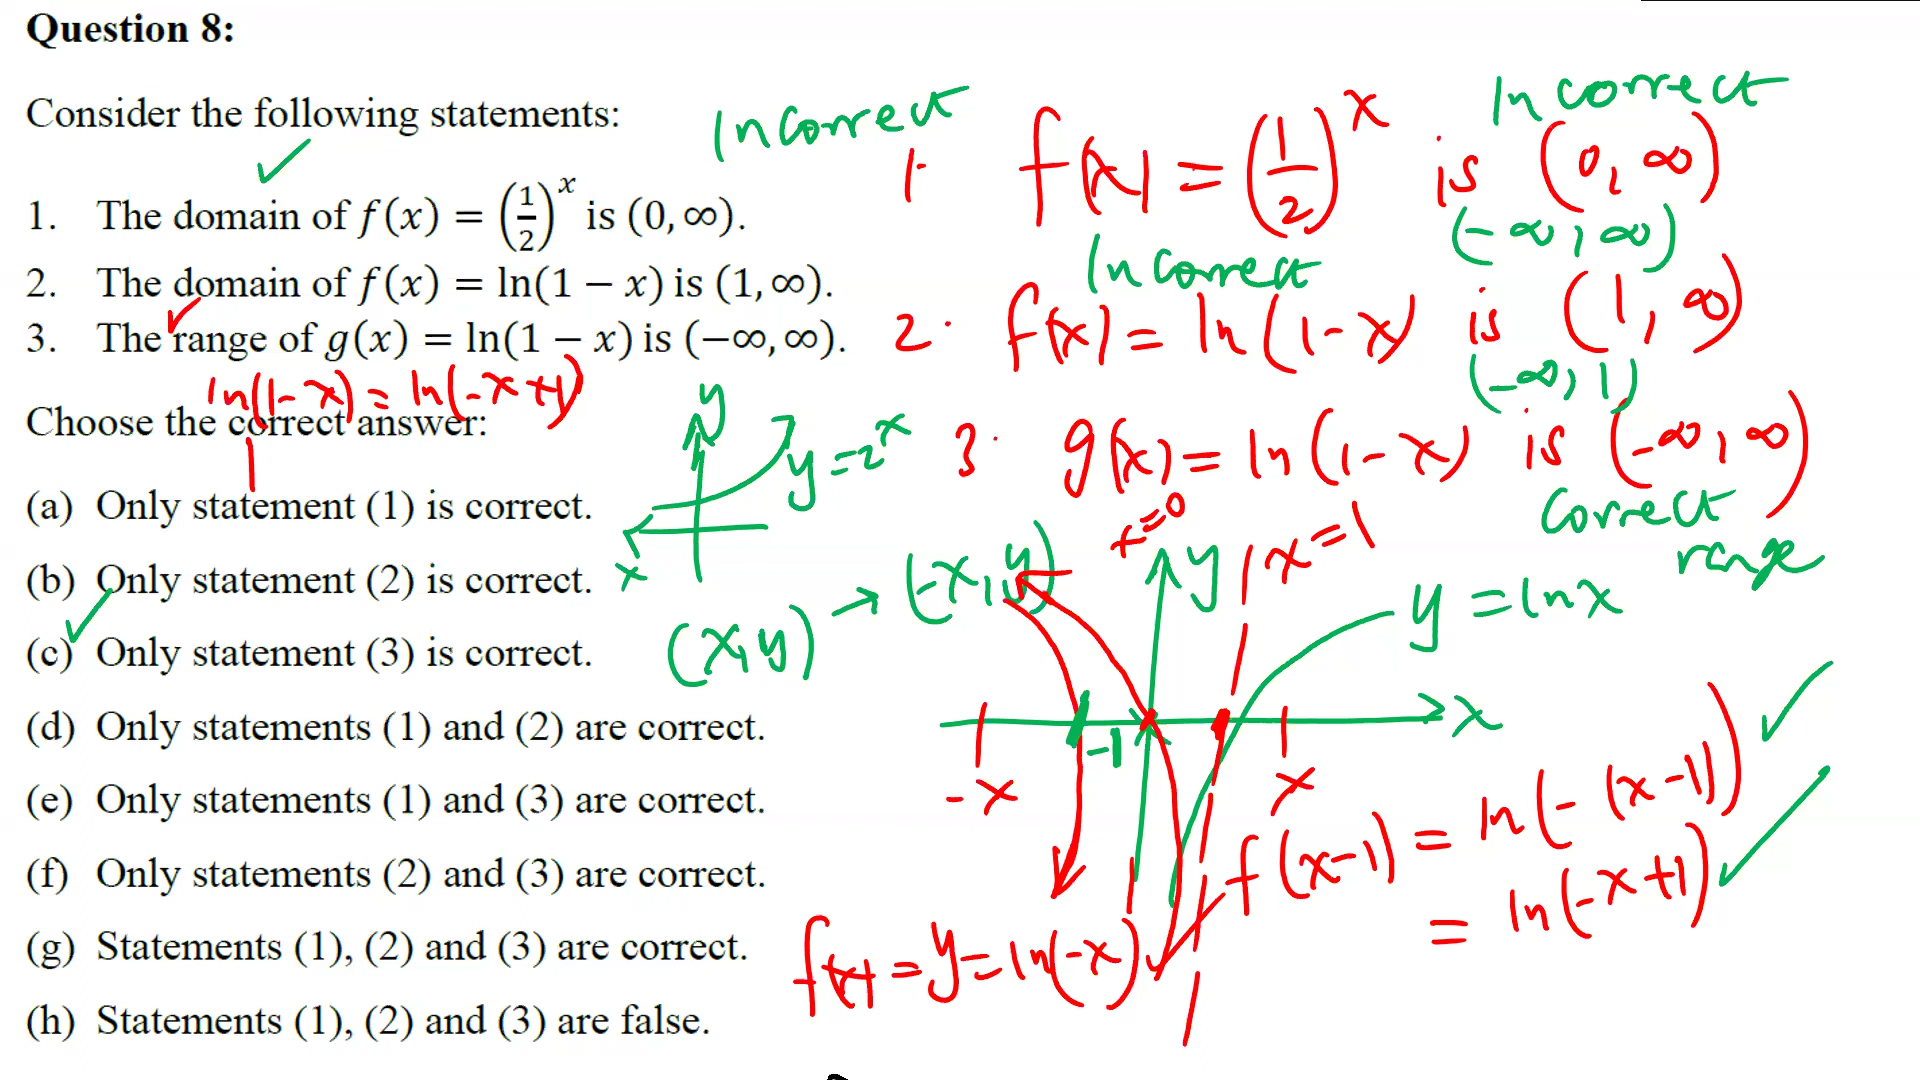 Question 8:
Consider the following statements:
1. The domain of f(x) = (1/2)^x is (0, ∞).
2. The domain of f(x) = ln(1 − x) is (1, ∞).
3. The range of g(x) = ln(1 − x) is (−∞, ∞).
ln(1-x) = ln(-x+1)
Choose the correct answer:
(a) Only statement (1) is correct.
(b) Only statement (2) is correct.
(c) Only statement (3) is correct.
(d) Only statements (1) and (2) are correct.
(e) Only statements (1) and (3) are correct.
(f) Only statements (2) and (3) are correct.
(g) Statements (1), (2) and (3) are correct.
(h) Statements (1), (2) and (3) are false.
Incorrect
Incorrect
1. f(x) = (1/2)^x is (0, ∞)
(-∞, ∞)
Incorrect
2. f(x) = ln(1-x) is (1, ∞)
(-∞, 1)
3. g(x) = ln(1-x) is (-∞, ∞)
Correct
range
y
y = 2^x
x
(x, y) → (-x, y)
x=0
y
x=1
y = lnx
x
-1
-x
x
f(x-1) = ln(-(x-1))
= ln(-x+1)
f(x) = y = ln(-x)